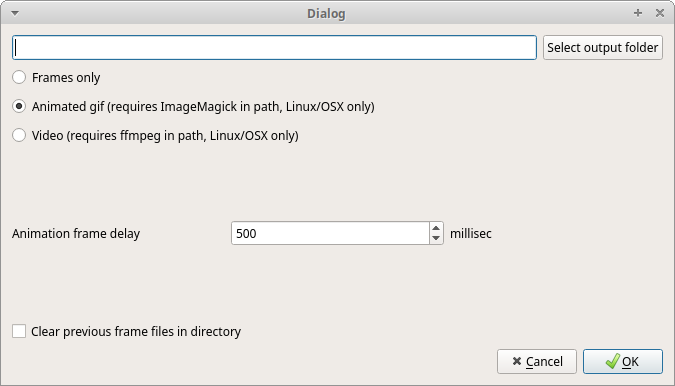 Dialog
Select output folder
Frames only
Animated gif (requires ImageMagick in path, Linux/OSX only)
Video (requires ffmpeg in path, Linux/OSX only)
Animation frame delay 500 millisec
Clear previous frame files in directory
Cancel OK